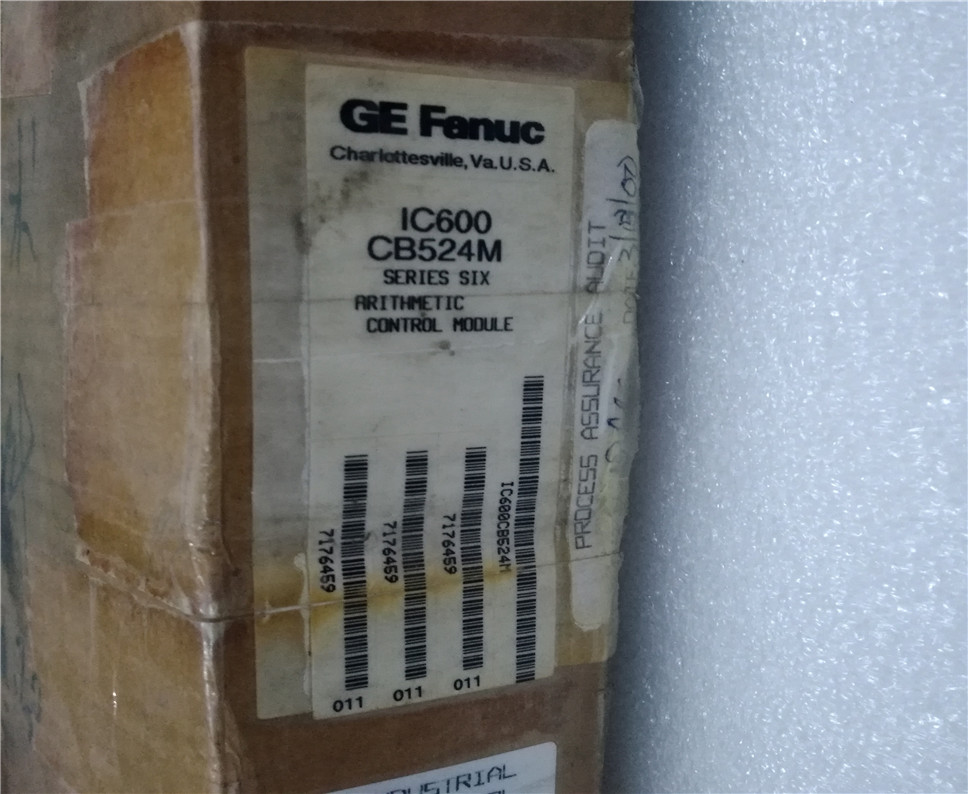 GE Fanuc
Charlottesville, Va. U.S.A.
IC600
CB524M
SERIES SIX
ARITHMETIC
CONTROL MODULE
7176459
7176459
7176459
IC600CB524M
011
011
011
PROCESS ASSURANCE AUDIT